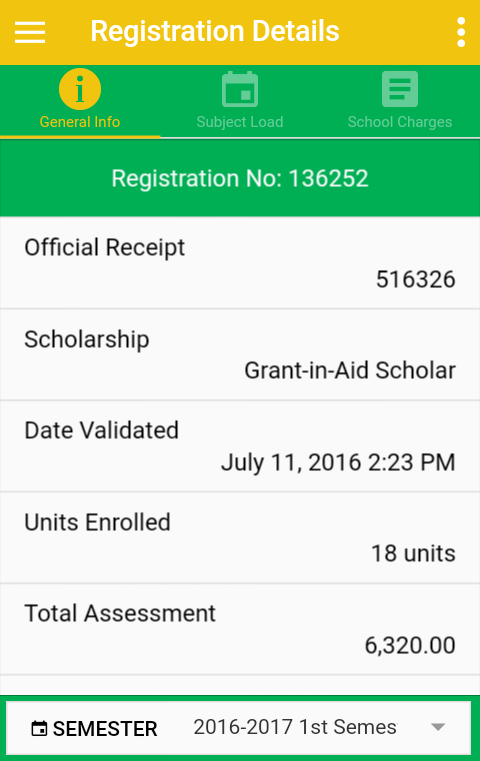 Registration Details
General Info
Subject Load
School Charges
Registration No: 136252
Official Receipt
516326
Scholarship
Grant-in-Aid Scholar
Date Validated
July 11, 2016 2:23 PM
Units Enrolled
18 units
Total Assessment
6,320.00
SEMESTER 2016-2017 1st Semes